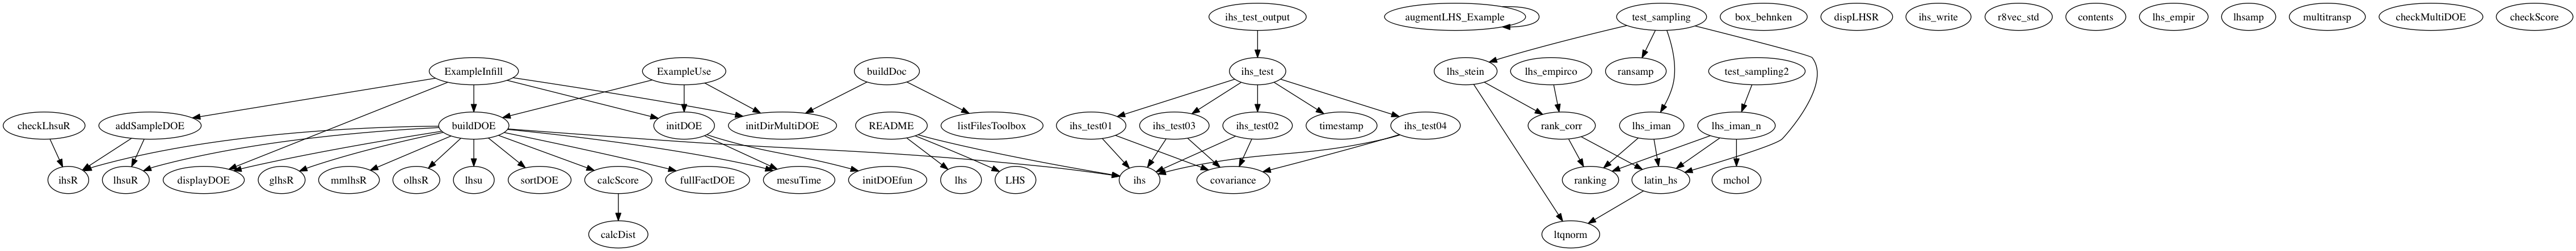 ihs_test_output
augmentLHS_Example
test_sampling
box_behnken
dispLHSR
ihs_write
r8vec_std
contents
lhs_empir
lhsamp
multitransp
checkMultiDOE
checkScore
ExampleInfill
ExampleUse
buildDoc
ihs_test
lhs_stein
lhs_empirco
ransamp
test_sampling2
checkLhsuR
addSampleDOE
buildDOE
initDOE
initDirMultiDOE
README
listFilesToolbox
ihs_test01
ihs_test03
ihs_test02
timestamp
ihs_test04
rank_corr
lhs_iman
lhs_iman_n
ihsR
lhsuR
displayDOE
glhsR
mmlhsR
olhsR
lhsu
sortDOE
calcScore
fullFactDOE
mesuTime
initDOEfun
lhs
LHS
ihs
covariance
ranking
latin_hs
mchol
calcDist
ltqnorm